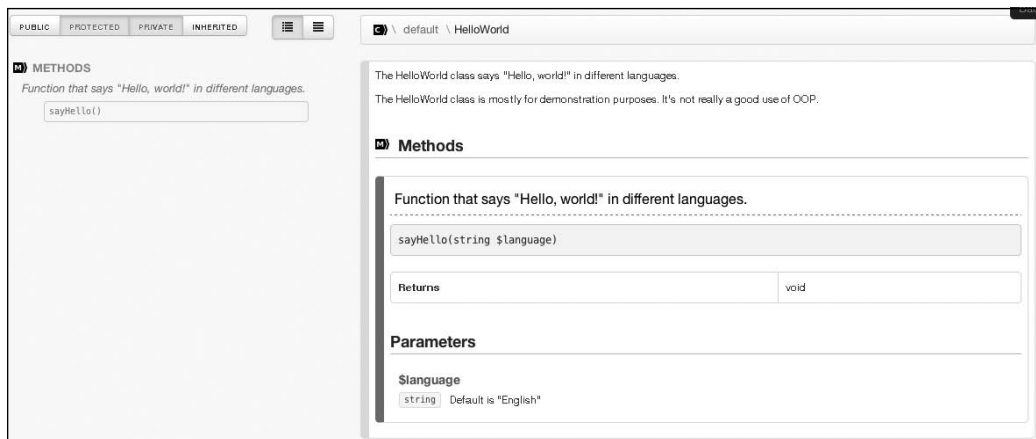 PUBLIC PROTECTED PRIVATE INHERITED
M METHODS
Function that says "Hello, world!" in different languages.
sayHello()
C \ default \ HelloWorld
The HelloWorld class says "Hello, world!" in different languages.
The HelloWorld class is mostly for demonstration purposes. It's not really a good use of OOP.
M Methods
Function that says "Hello, world!" in different languages.
sayHello(string $language)
Returns void
Parameters
$language
string Default is "English"